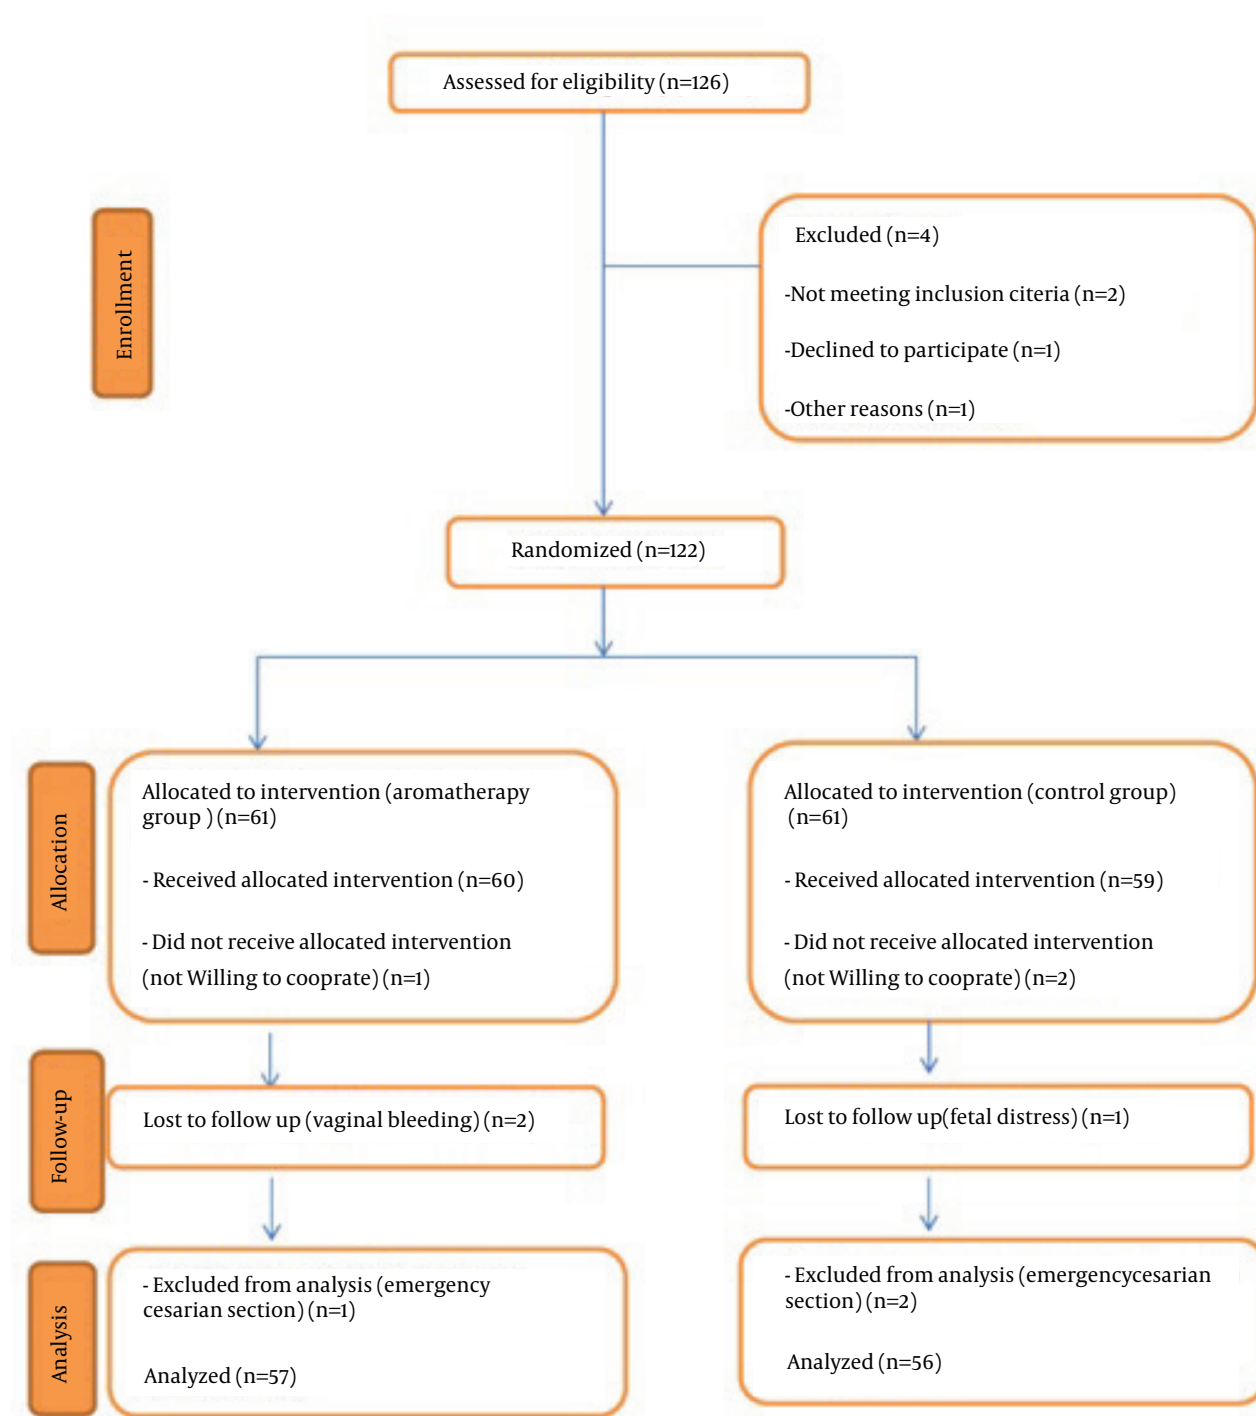 Assessed for eligibility (n=126)
Enrollment
Excluded (n=4)
-Not meeting inclusion citeria (n=2)
-Declined to participate (n=1)
-Other reasons (n=1)
Randomized (n=122)
Allocation
Allocated to intervention (aromatherapy
group ) (n=61)
- Received allocated intervention (n=60)
- Did not receive allocated intervention
(not Willing to cooprate) (n=1)
Allocated to intervention (control group)
(n=61)
- Received allocated intervention (n=59)
- Did not receive allocated intervention
(not Willing to cooprate) (n=2)
Follow-up
Lost to follow up (vaginal bleeding) (n=2)
Lost to follow up(fetal distress) (n=1)
Analysis
- Excluded from analysis (emergency
cesarian section) (n=1)
Analyzed (n=57)
- Excluded from analysis (emergencycesarian
section) (n=2)
Analyzed (n=56)